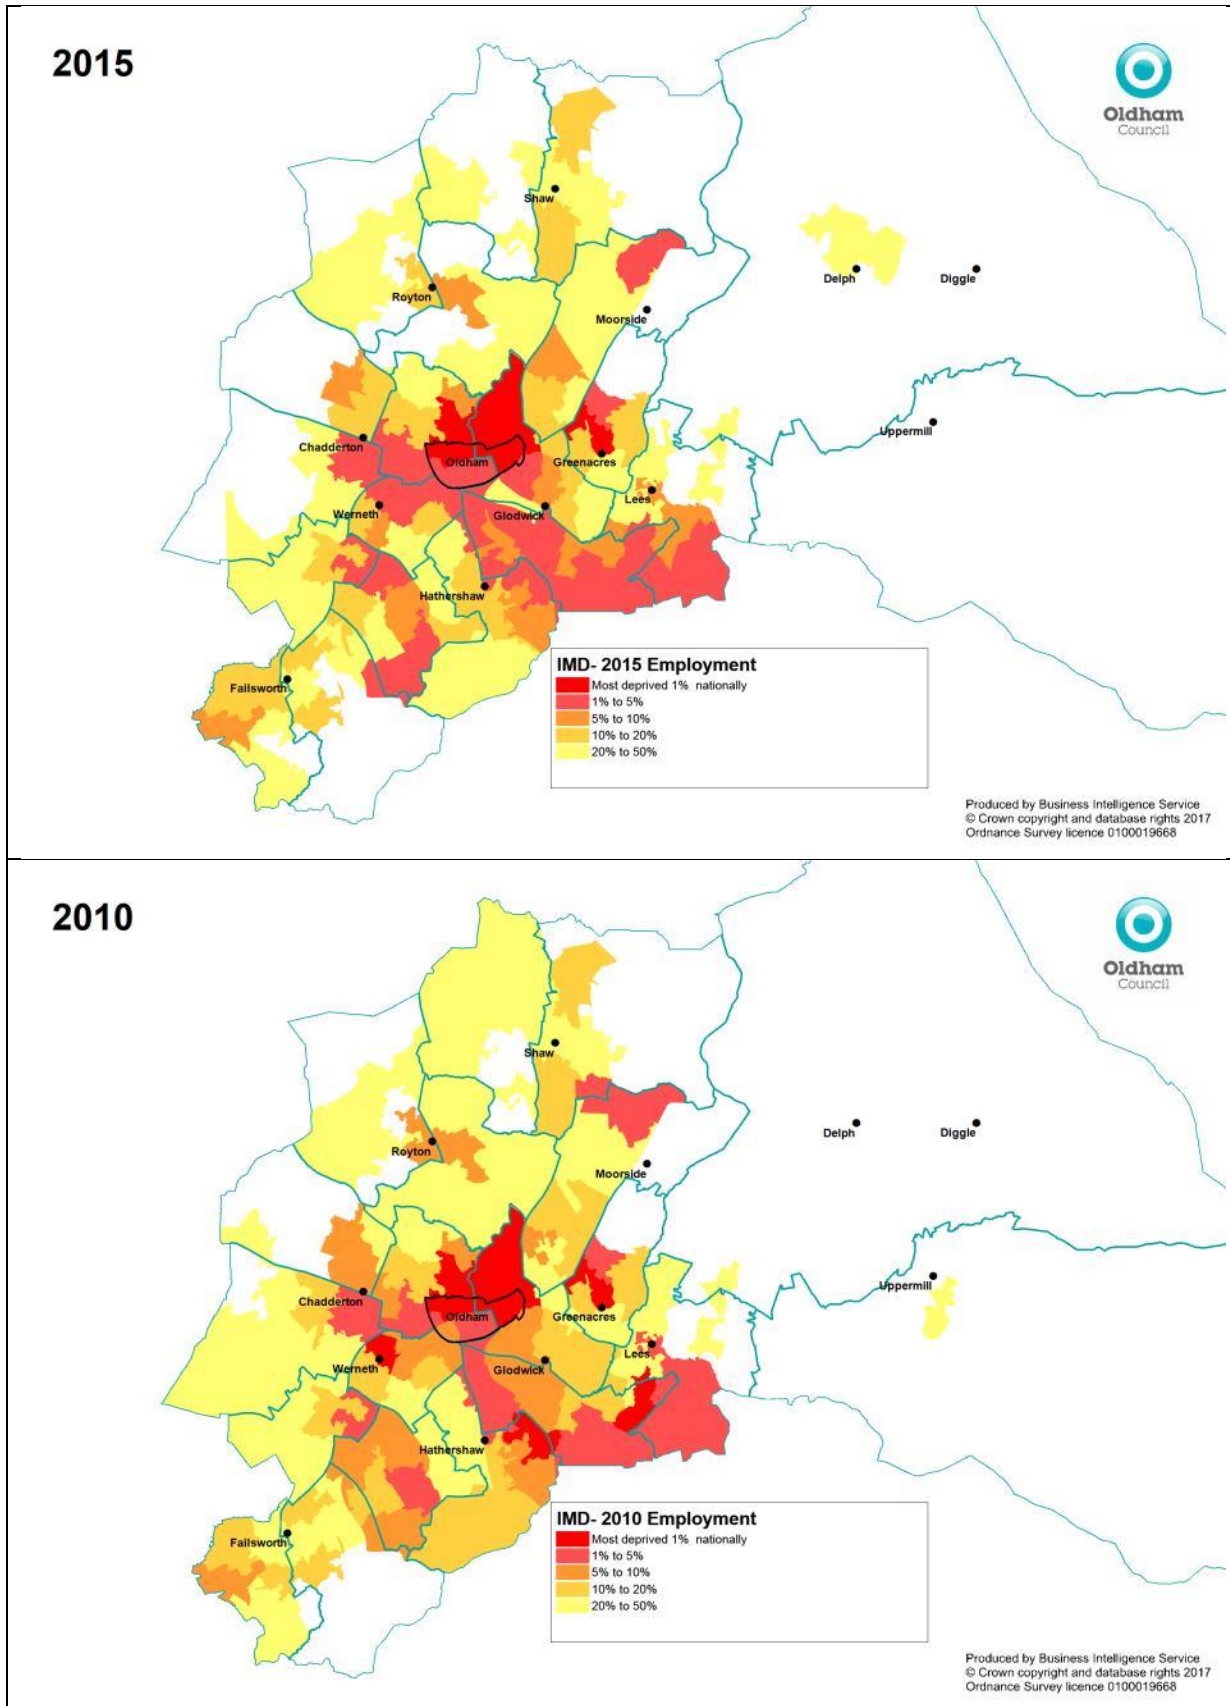 2015
Oldham
Council
Shaw
Delph
Diggle
Royton
Moorside
Chadderton
Uppermill
Oldham
Greenacres
Lees
Werneth
Glodwick
Hathershaw
Failsworth
IMD- 2015 Employment
Most deprived 1% nationally
1% to 5%
5% to 10%
10% to 20%
20% to 50%
Produced by Business Intelligence Service
© Crown copyright and database rights 2017
Ordnance Survey licence 0100019668
2010
Oldham
Council
Shaw
Delph
Diggle
Royton
Moorside
Uppermill
Chadderton
Oldham
Greenacres
Lees
Werneth
Glodwick
Hathershaw
Failsworth
IMD- 2010 Employment
Most deprived 1% nationally
1% to 5%
5% to 10%
10% to 20%
20% to 50%
Produced by Business Intelligence Service
© Crown copyright and database rights 2017
Ordnance Survey licence 0100019668